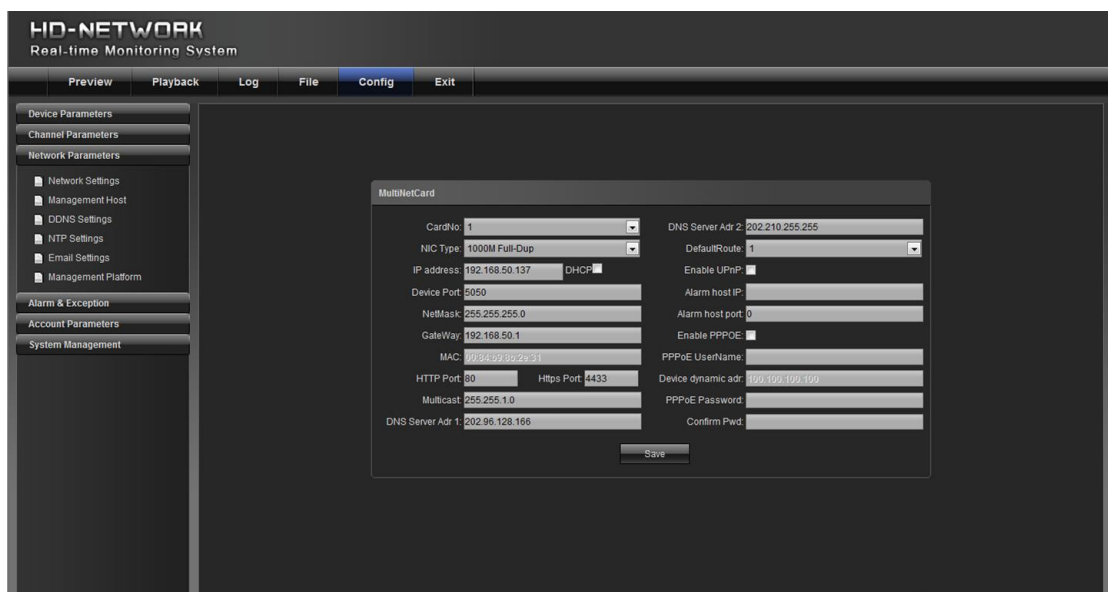 HD-NETWORK
Real-time Monitoring System
Preview Playback Log File Config Exit
Device Parameters
Channel Parameters
Network Parameters
Network Settings
Management Host
DDNS Settings
NTP Settings
Email Settings
Management Platform
Alarm & Exception
Account Parameters
System Management
MultiNetCard
CardNo: 1
NIC Type: 1000M Full-Dup
IP address: 192.168.50.137 DHCP
Device Port: 5050
NetMask: 255.255.255.0
GateWay: 192.168.50.1
MAC: 00:84:b9:8b:2e:31
HTTP Port: 80 Https Port: 4433
Multicast: 255.255.1.0
DNS Server Adr 1: 202.96.128.166
DNS Server Adr 2: 202.210.255.255
DefaultRoute: 1
Enable UPnP:
Alarm host IP:
Alarm host port: 0
Enable PPPOE:
PPPoE UserName:
Device dynamic adr: 100.100.100.100
PPPoE Password:
Confirm Pwd:
Save